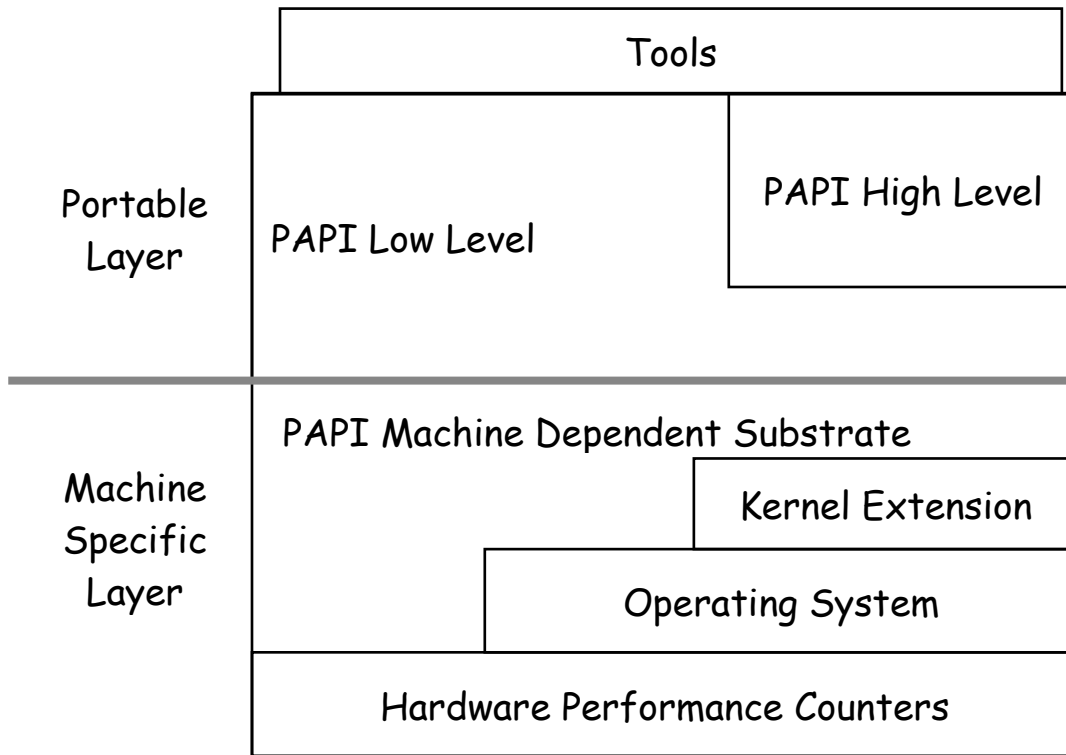 Tools
Portable
Layer
PAPI Low Level
PAPI High Level
Machine
Specific
Layer
PAPI Machine Dependent Substrate
Kernel Extension
Operating System
Hardware Performance Counters